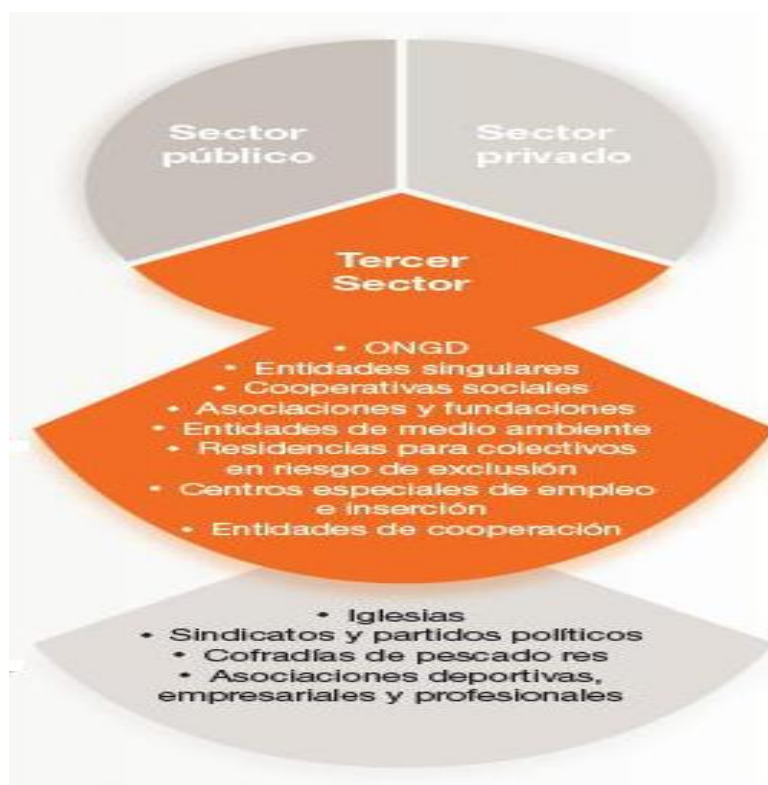 Sector
público
Sector
privado
Tercer
Sector
• ONGD
• Entidades singulares
• Cooperativas sociales
• Asociaciones y fundaciones
• Entidades de medio ambiente
• Residencias para colectivos
en riesgo de exclusión
• Centros especiales de empleo
e inserción
• Entidades de cooperación
• Iglesias
• Sindicatos y partidos políticos
• Cofradías de pescado res
• Asociaciones deportivas,
empresariales y profesionales